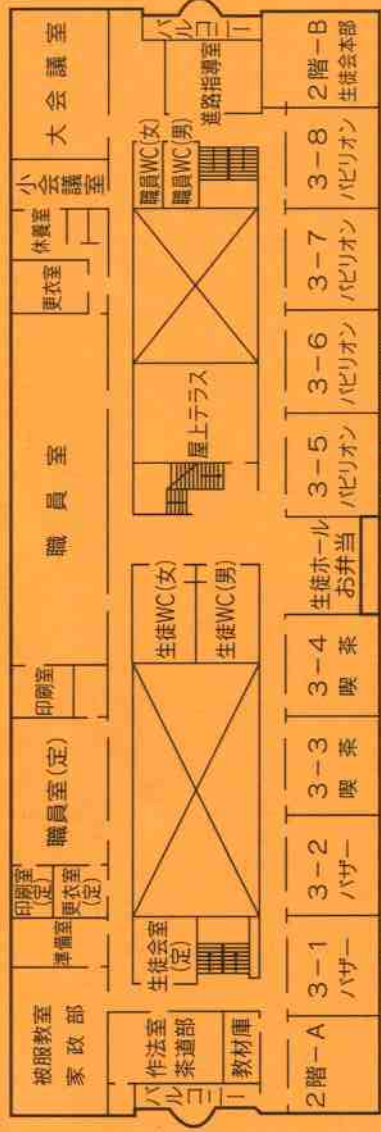 被服教室
家政部
準備室
印刷室
(定)
更衣室
(定)
職員室(定)
印刷室
職員室
更衣室
休養室
小会
議室
大会議室
バルコニー
作法室
茶道部
教材庫
生徒会室
(定)
生徒WC(女)
生徒WC(男)
屋上テラス
職員WC(女)
職員WC(男)
進路指導室
バルコニー
2階-A
3-1
バザー
3-2
バザー
3-3
喫茶
3-4
喫茶
生徒ホール
お弁当
3-5
パビリオン
3-6
パビリオン
3-7
パビリオン
3-8
パビリオン
2階-B
生徒会本部